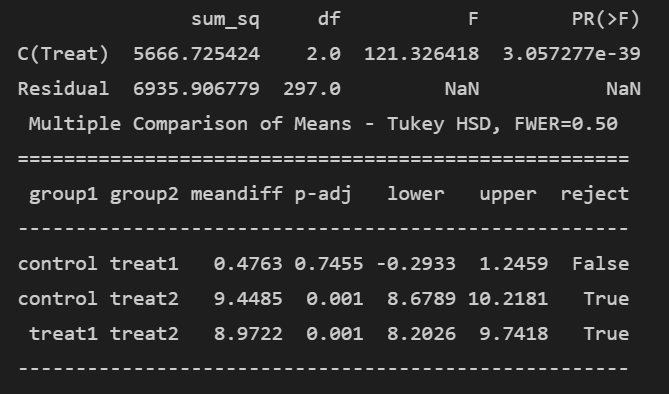 sum_sq df F PR(>F)
C(Treat) 5666.725424 2.0 121.326418 3.057277e-39
Residual 6935.906779 297.0 NaN NaN
Multiple Comparison of Means - Tukey HSD, FWER=0.50
=====================================================
group1 group2 meandiff p-adj lower upper reject
-----------------------------------------------------
control treat1 0.4763 0.7455 -0.2933 1.2459 False
control treat2 9.4485 0.001 8.6789 10.2181 True
treat1 treat2 8.9722 0.001 8.2026 9.7418 True
-----------------------------------------------------